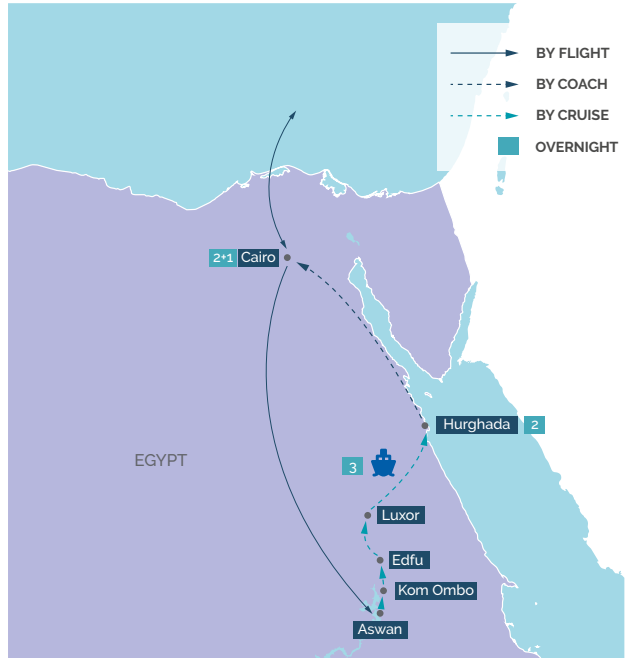 BY FLIGHT
BY COACH
BY CRUISE
OVERNIGHT
2+1 Cairo
Hurghada 2
EGYPT
3
Luxor
Edfu
Kom Ombo
Aswan